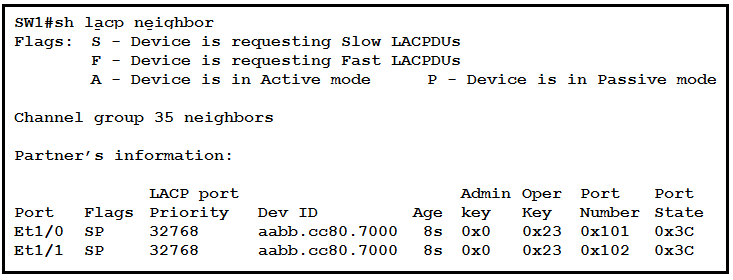 SW1#sh lacp neighbor
Flags:  S - Device is requesting Slow LACPDUs
        F - Device is requesting Fast LACPDUs
        A - Device is in Active mode      P - Device is in Passive mode
Channel group 35 neighbors
Partner's information:
              LACP port                        Admin  Oper   Port     Port
Port   Flags  Priority  Dev ID          Age    key    Key    Number   State
Et1/0  SP     32768     aabb.cc80.7000   8s    0x0    0x23   0x101    0x3C
Et1/1  SP     32768     aabb.cc80.7000   8s    0x0    0x23   0x102    0x3C